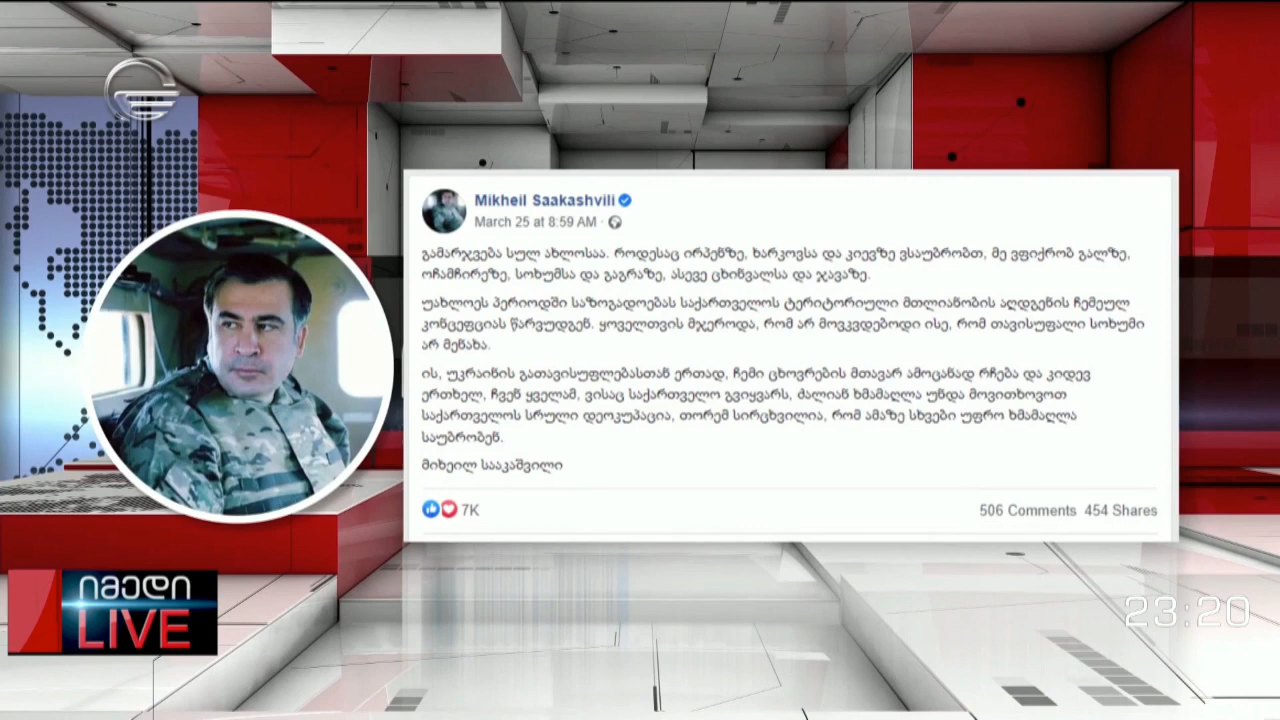 Mikheil Saakashvili
March 25 at 8:59 AM ·
გამარჯვება სულ ახლოსაა. როდესაც ირპენზე, ხარკოვსა და კიევზე ვსაუბრობთ, მე ვფიქრობ გალზე,
ოჩამჩირეზე, სოხუმსა და გაგრაზე, ასევე ცხინვალსა და ჯავაზე.
უახლოეს პერიოდში საზოგადოებას საქართველოს ტერიტორიული მთლიანობის აღდგენის ჩემეულ
კონცეფციას წარვუდგენ. ყოველთვის მჯეროდა, რომ არ მოვკვდებოდი ისე, რომ თავისუფალი სოხუმი
არ მენახა.
ის, უკრაინის გათავისუფლებასთან ერთად, ჩემი ცხოვრების მთავარ ამოცანად რჩება და კიდევ
ერთხელ, ჩვენ ყველამ, ვისაც საქართველო გვიყვარს, ძალიან ხმამაღლა უნდა მოვითხოვოთ
საქართველოს სრული დეოკუპაცია, თორემ სირცხვილია, რომ ამაზე სხვები უფრო ხმამაღლა
საუბრობენ.
მიხეილ სააკაშვილი
7K
506 Comments 454 Shares
იმედი
LIVE
23:20